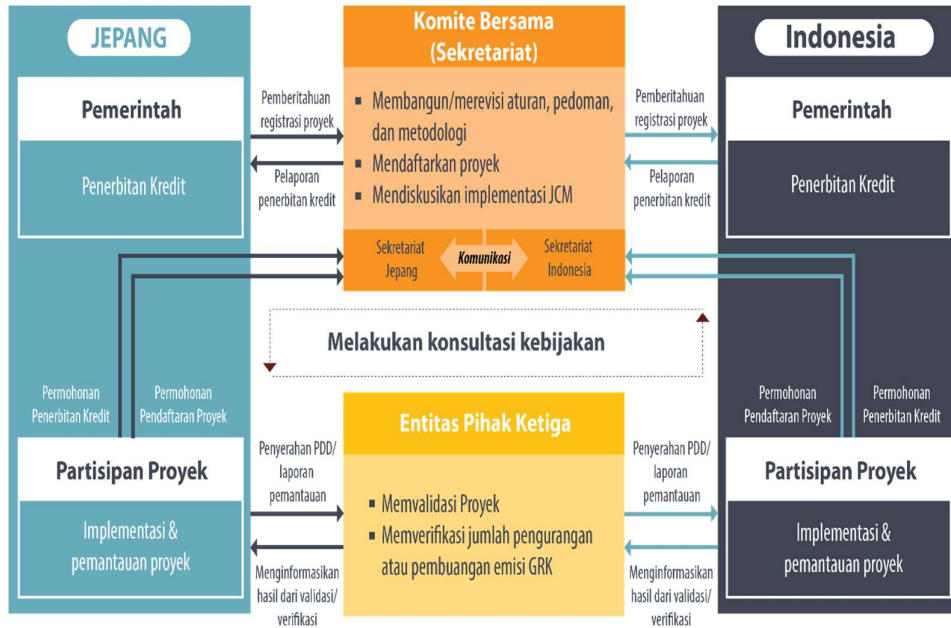 JEPANG
Pemerintah
Penerbitan Kredit
Pemberitahuan
registrasi proyek
Pelaporan
penerbitan kredit
Komite Bersama
(Sekretariat)
▪ Membangun/merevisi aturan, pedoman,
dan metodologi
▪ Mendaftarkan proyek
▪ Mendiskusikan implementasi JCM
Sekretariat
Jepang
Komunikasi
Sekretariat
Indonesia
Pemberitahuan
registrasi proyek
Pelaporan
penerbitan kredit
Indonesia
Pemerintah
Penerbitan Kredit
Melakukan konsultasi kebijakan
Permohonan
Penerbitan Kredit
Permohonan
Pendaftaran Proyek
Partisipan Proyek
Implementasi &
pemantauan proyek
Penyerahan PDD/
laporan
pemantauan
Menginformasikan
hasil dari validasi/
verifikasi
Entitas Pihak Ketiga
▪ Memvalidasi Proyek
▪ Memverifikasi jumlah pengurangan
atau pembuangan emisi GRK
Penyerahan PDD/
laporan
pemantauan
Menginformasikan
hasil dari validasi/
verifikasi
Permohonan
Pendaftaran Proyek
Permohonan
Penerbitan Kredit
Partisipan Proyek
Implementasi &
pemantauan proyek